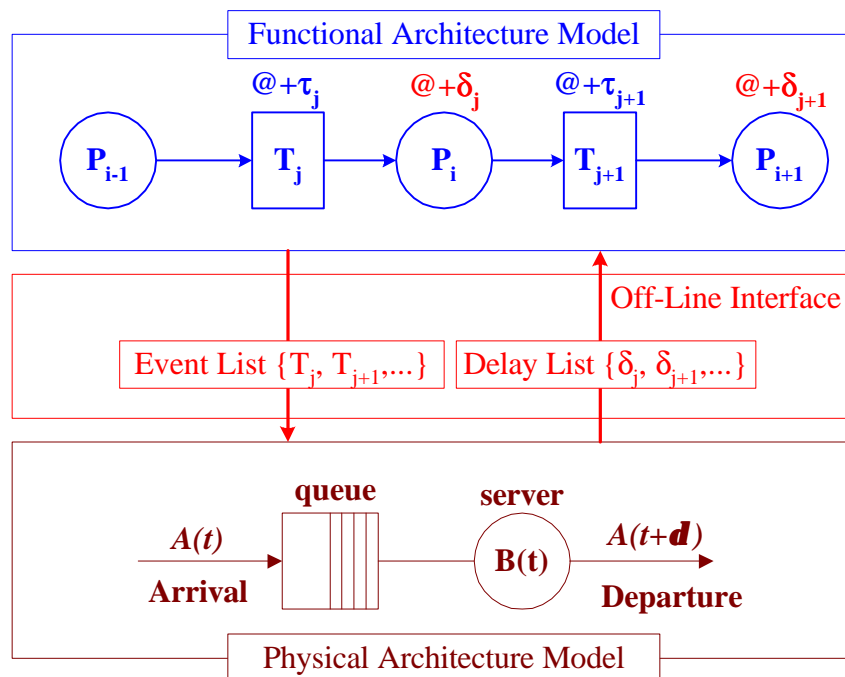 Functional Architecture Model
@+τj @+δj @+τj+1 @+δj+1
Pi-1 Tj Pi Tj+1 Pi+1
Off-Line Interface
Event List {Tj, Tj+1,...} Delay List {δj, δj+1,...}
queue server
A(t) B(t) A(t+d)
Arrival Departure
Physical Architecture Model